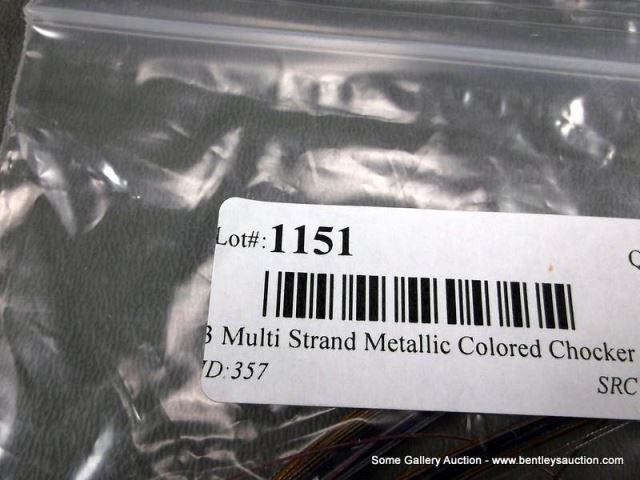 Lot#: 1151
Q
3 Multi Strand Metallic Colored Chocker
ID:357
SRC
Some Gallery Auction - www.bentleysauction.com